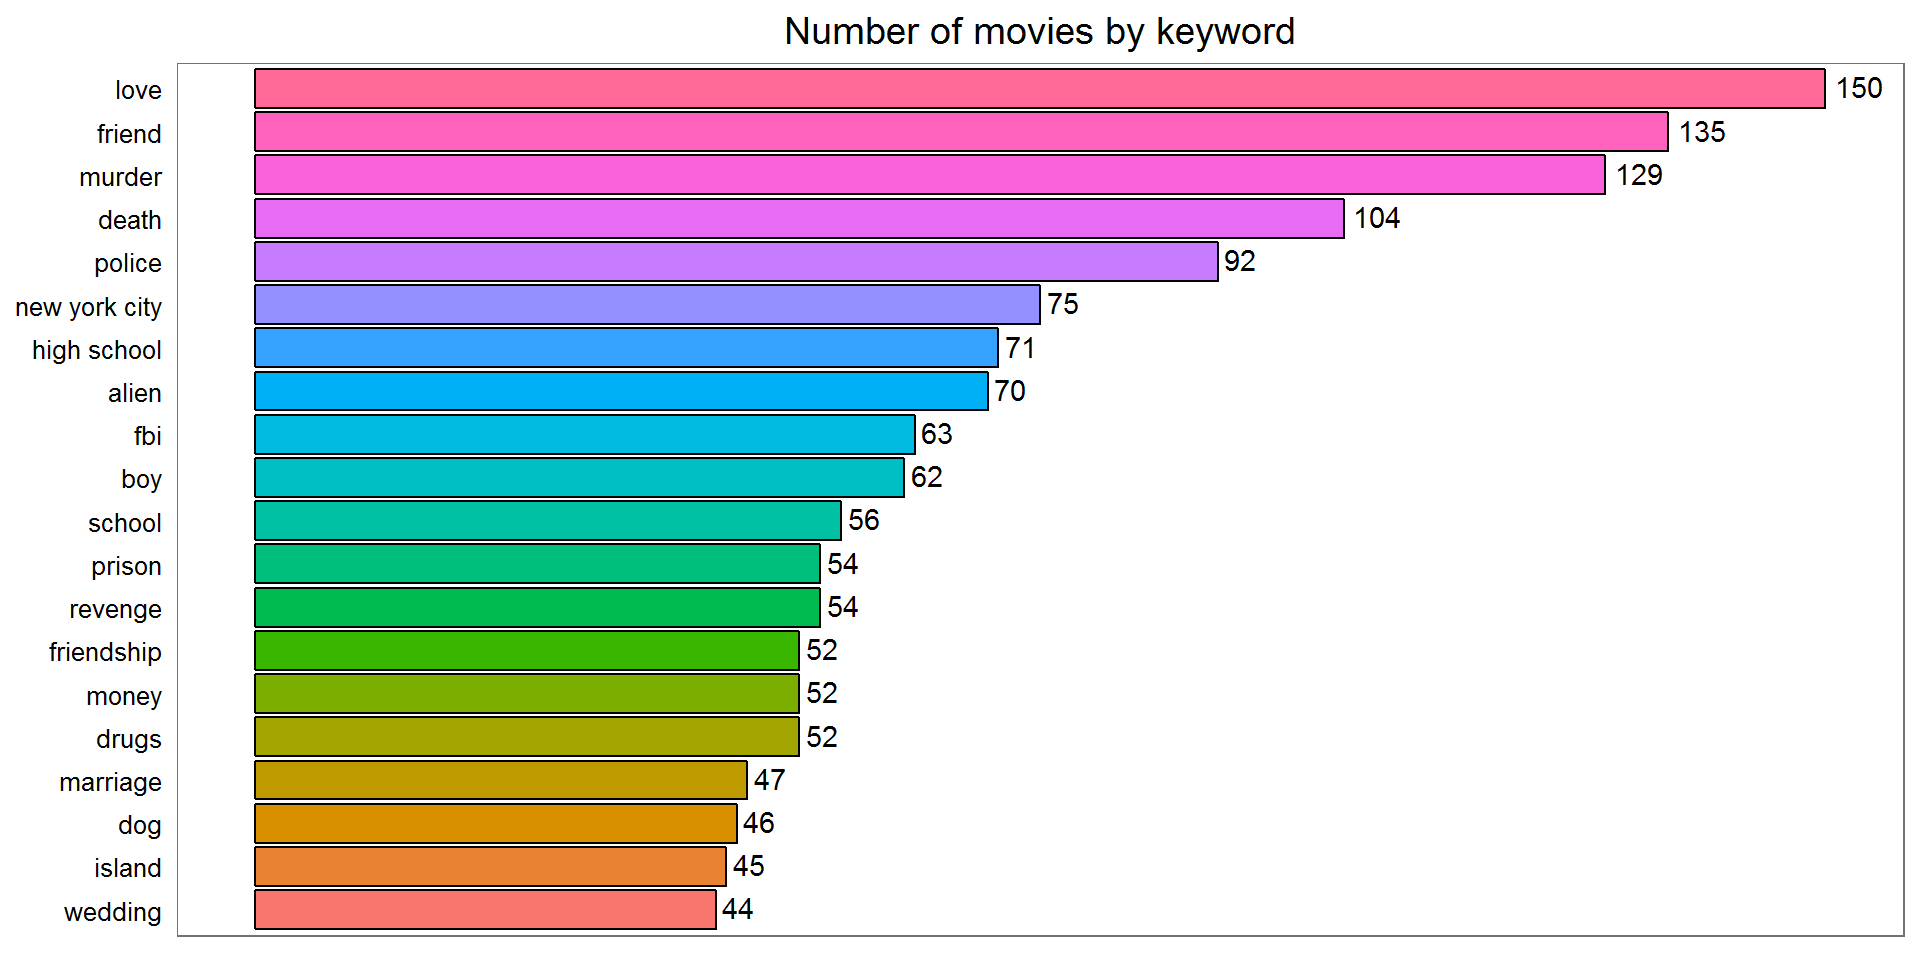 Number of movies by keyword
love 150
friend 135
murder 129
death 104
police 92
new york city 75
high school 71
alien 70
fbi 63
boy 62
school 56
prison 54
revenge 54
friendship 52
money 52
drugs 52
marriage 47
dog 46
island 45
wedding 44